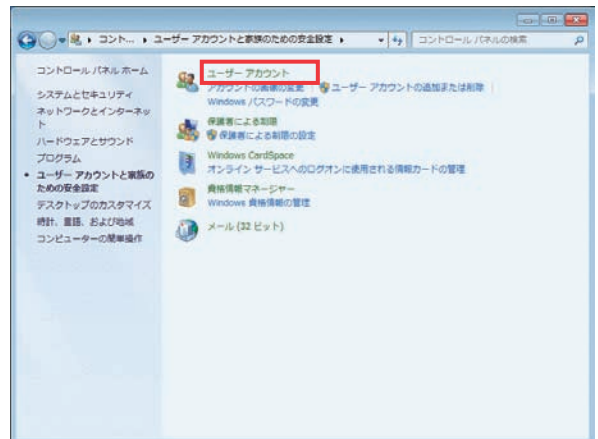 コント... ユーザー アカウントと家族のための安全設定
コントロール パネルの検索
コントロール パネル ホーム
システムとセキュリティ
ネットワークとインターネッ
ト
ハードウェアとサウンド
プログラム
ユーザー アカウントと家族の
ための安全設定
デスクトップのカスタマイズ
時計、言語、および地域
コンピューターの簡単操作
ユーザー アカウント
アカウントの画像の変更 ユーザー アカウントの追加または削除
Windows パスワードの変更
保護者による制限
保護者による制限の設定
Windows CardSpace
オンライン サービスへのログオンに使用される情報カードの管理
資格情報マネージャー
Windows 資格情報の管理
メール (32 ビット)